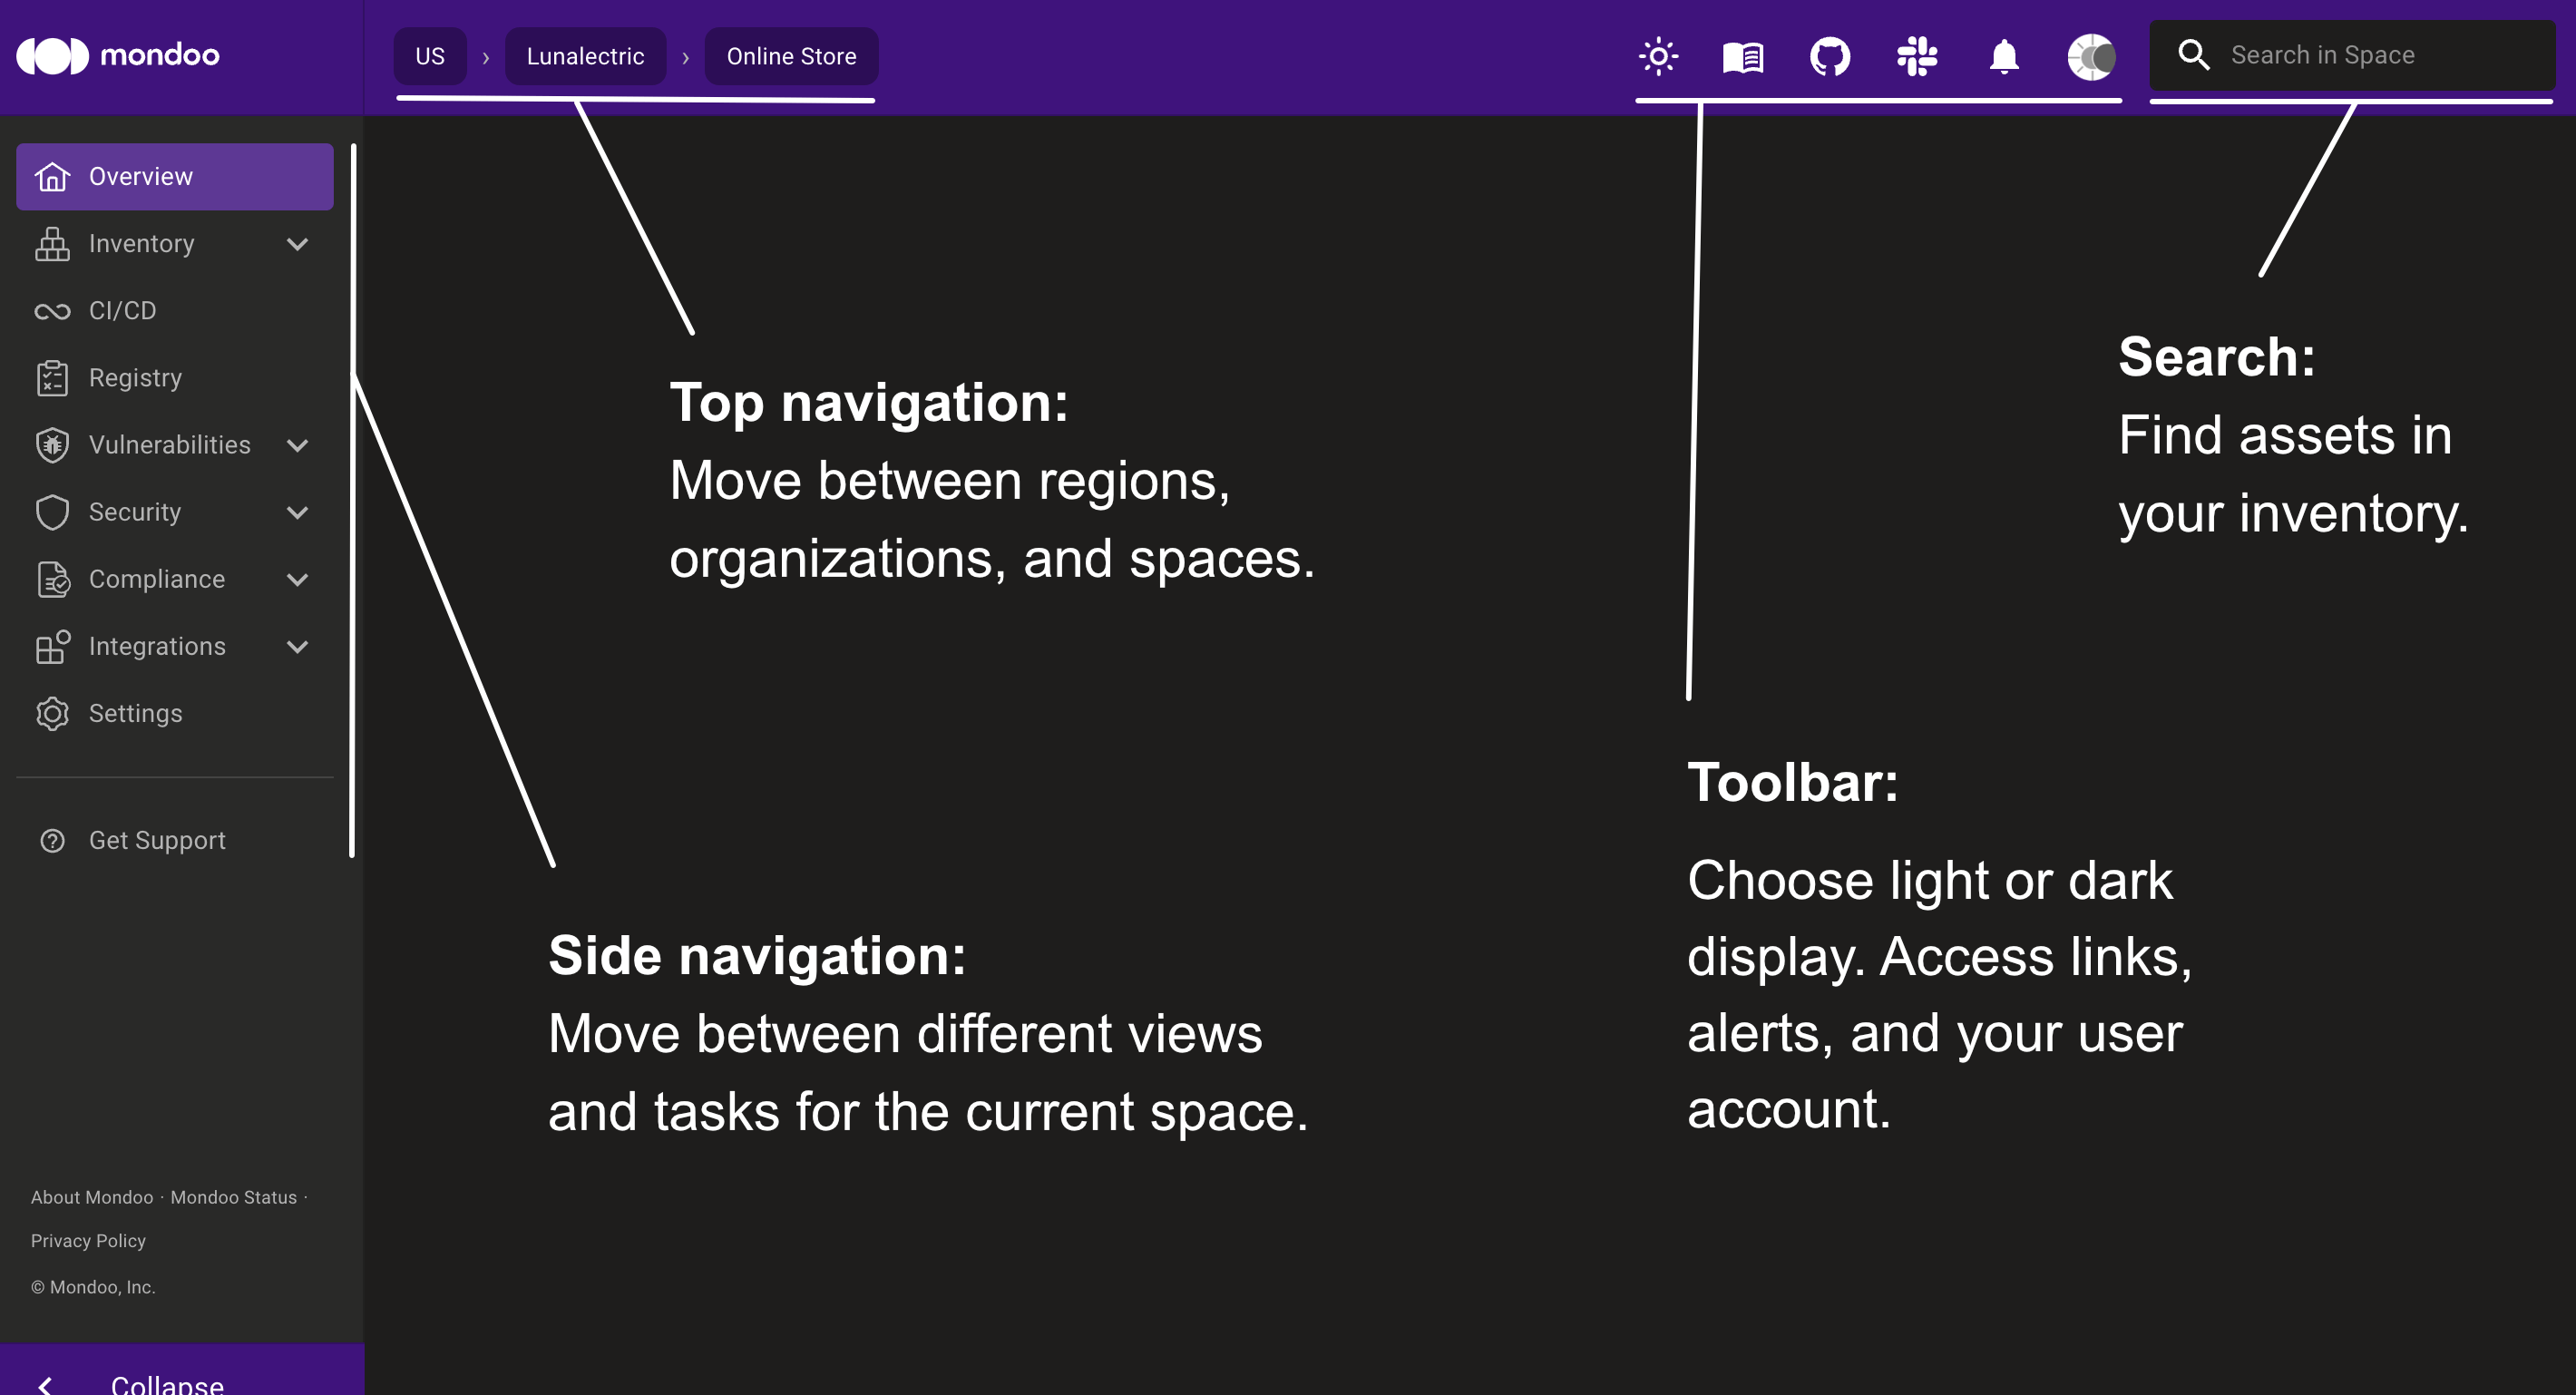 mondoo
US › Lunalectric › Online Store
Search in Space
Overview
Inventory
CI/CD
Registry
Vulnerabilities
Security
Compliance
Integrations
Settings
Get Support
About Mondoo · Mondoo Status ·
Privacy Policy
© Mondoo, Inc.
Collapse
Top navigation:
Move between regions,
organizations, and spaces.
Side navigation:
Move between different views
and tasks for the current space.
Toolbar:
Choose light or dark
display. Access links,
alerts, and your user
account.
Search:
Find assets in
your inventory.